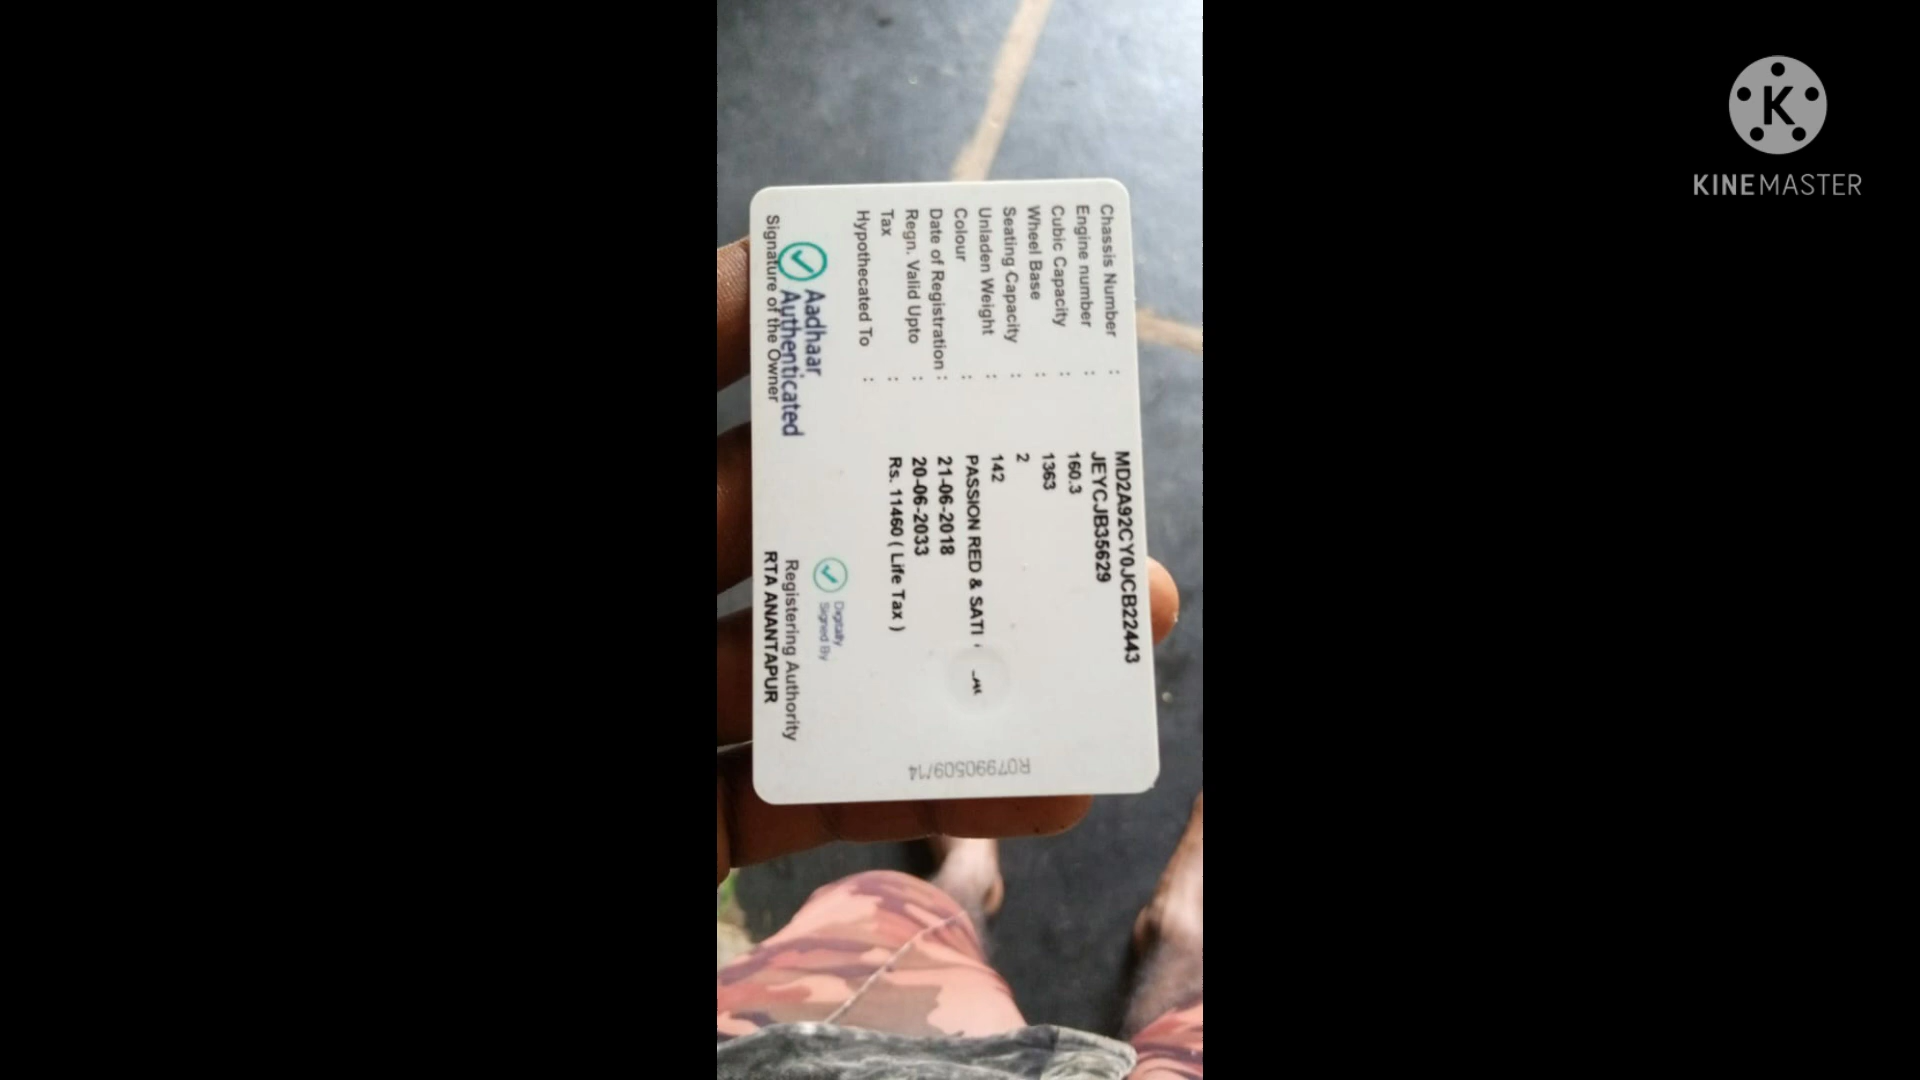 Chassis Number : MD2A92CY0JCB22443
Engine number : JEYCJB35629
Cubic Capacity : 160.3
Wheel Base : 1363
Seating Capacity : 2
Unladen Weight : 142
Colour : PASSION RED & SATI
Date of Registration : 21-06-2018
Regn. Valid Upto : 20-06-2033
Tax : Rs. 11460 ( Life Tax )
Hypothecated To :
Aadhaar
Authenticated
Signature of the Owner
Digitally
Signed By
Registering Authority
RTA ANANTAPUR
R07990509/14
K
KINEMASTER